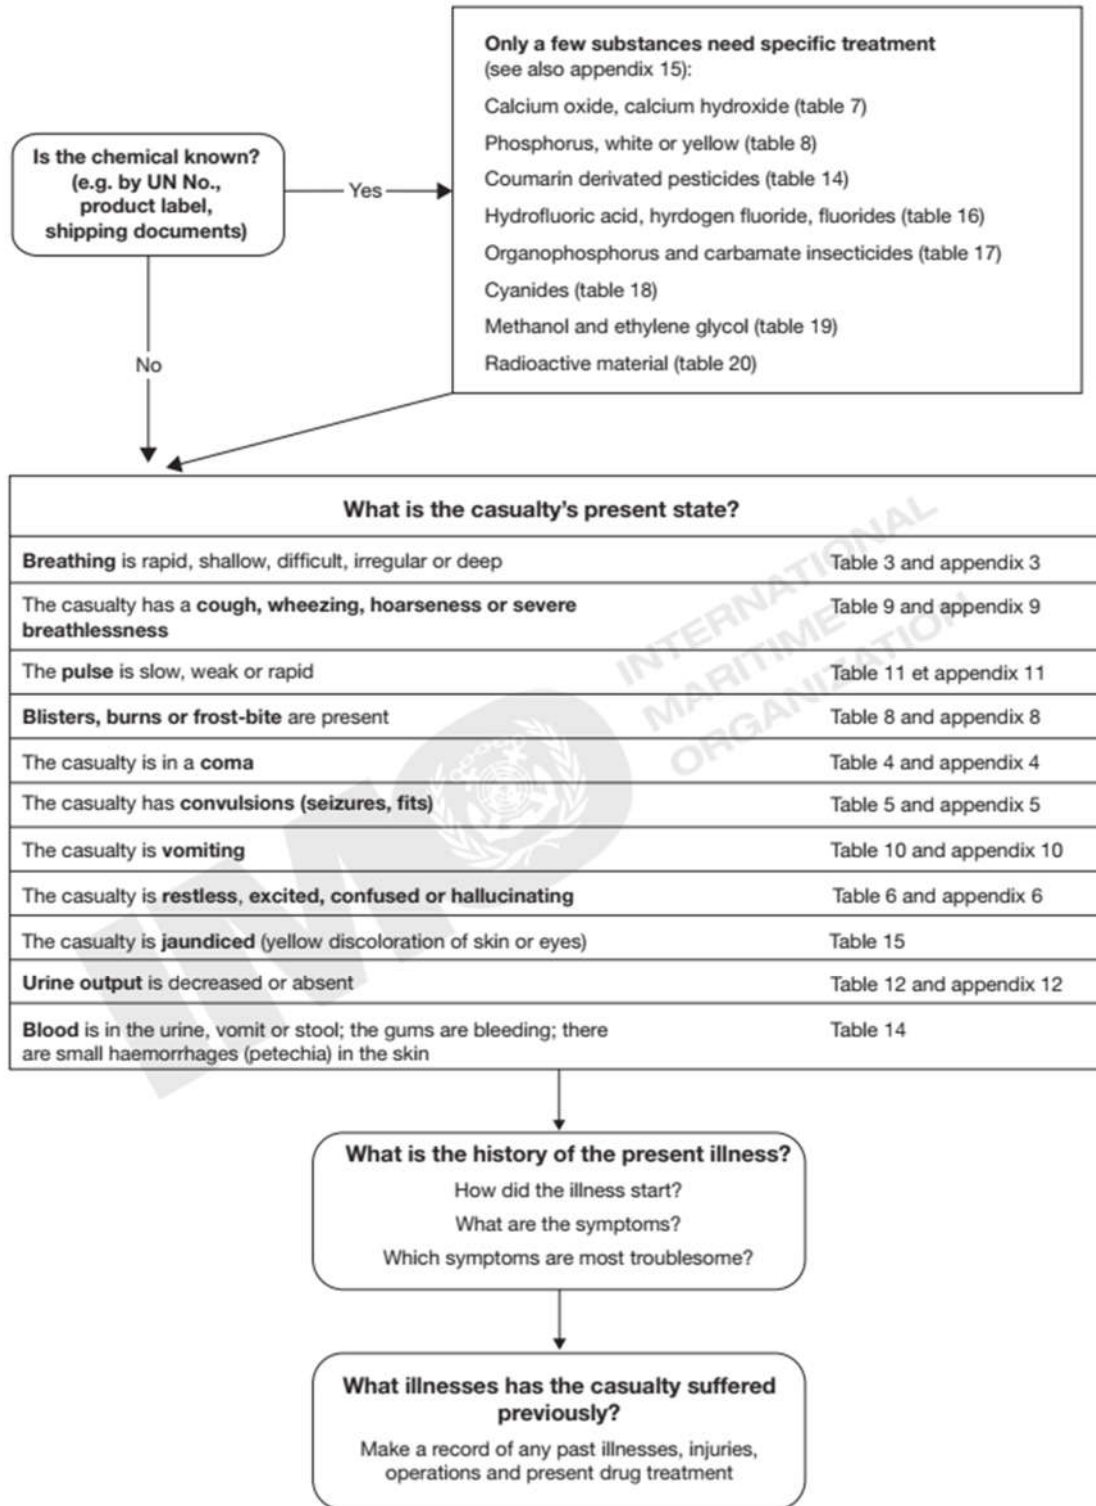 Only a few substances need specific treatment
(see also appendix 15):
Calcium oxide, calcium hydroxide (table 7)
Phosphorus, white or yellow (table 8)
Coumarin derivated pesticides (table 14)
Hydrofluoric acid, hyrdogen fluoride, fluorides (table 16)
Organophosphorus and carbamate insecticides (table 17)
Cyanides (table 18)
Methanol and ethylene glycol (table 19)
Radioactive material (table 20)
Is the chemical known?
(e.g. by UN No.,
product label,
shipping documents)
Yes
No
What is the casualty's present state?
Breathing is rapid, shallow, difficult, irregular or deep Table 3 and appendix 3
The casualty has a cough, wheezing, hoarseness or severe Table 9 and appendix 9
breathlessness
The pulse is slow, weak or rapid Table 11 et appendix 11
Blisters, burns or frost-bite are present Table 8 and appendix 8
The casualty is in a coma Table 4 and appendix 4
The casualty has convulsions (seizures, fits) Table 5 and appendix 5
The casualty is vomiting Table 10 and appendix 10
The casualty is restless, excited, confused or hallucinating Table 6 and appendix 6
The casualty is jaundiced (yellow discoloration of skin or eyes) Table 15
Urine output is decreased or absent Table 12 and appendix 12
Blood is in the urine, vomit or stool; the gums are bleeding; there Table 14
are small haemorrhages (petechia) in the skin
IMO
INTERNATIONAL
MARITIME
ORGANIZATION
What is the history of the present illness?
How did the illness start?
What are the symptoms?
Which symptoms are most troublesome?
What illnesses has the casualty suffered
previously?
Make a record of any past illnesses, injuries,
operations and present drug treatment